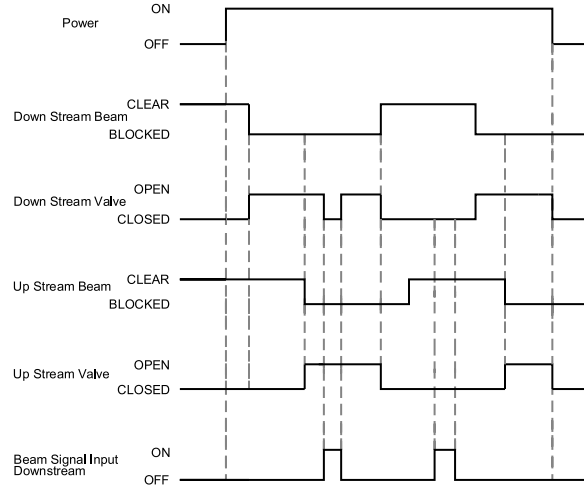 ON
Power
OFF
CLEAR
Down Stream Beam
BLOCKED
OPEN
Down Stream Valve
CLOSED
CLEAR
Up Stream Beam
BLOCKED
OPEN
Up Stream Valve
CLOSED
ON
Beam Signal Input
Downstream
OFF